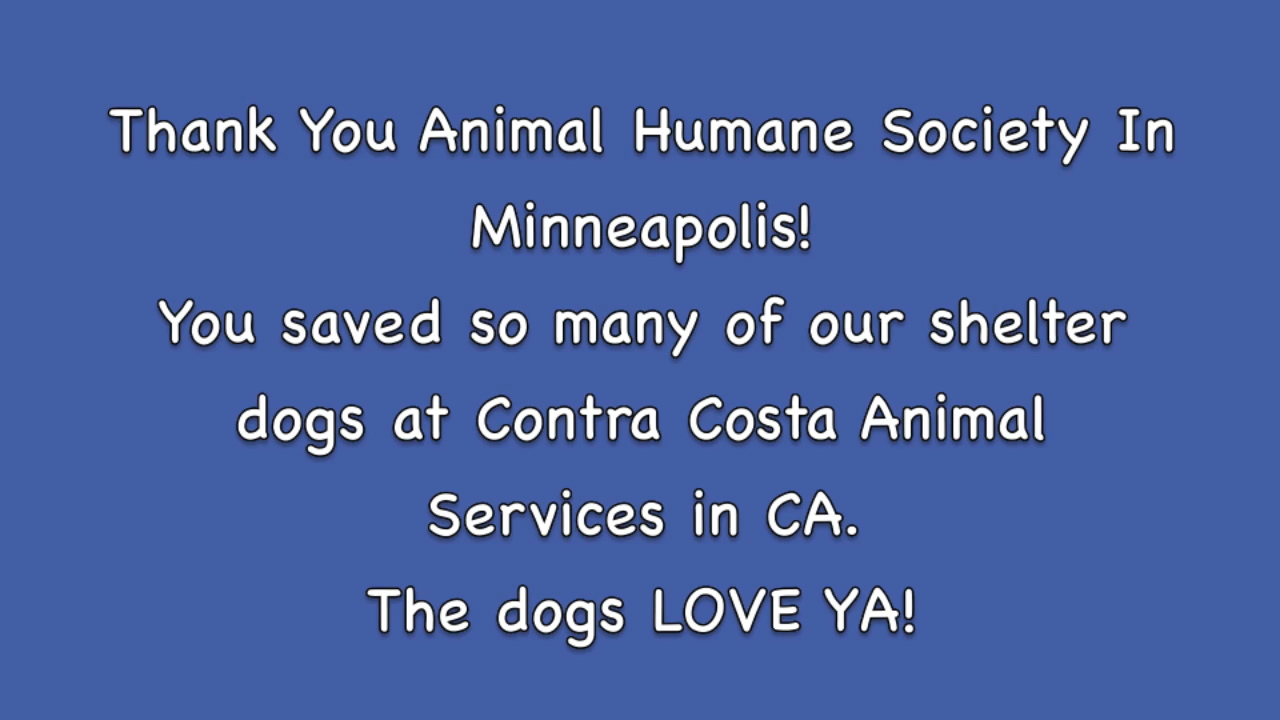 Thank You Animal Humane Society In
Minneapolis!
You saved so many of our shelter
dogs at Contra Costa Animal
Services in CA.
The dogs LOVE YA!